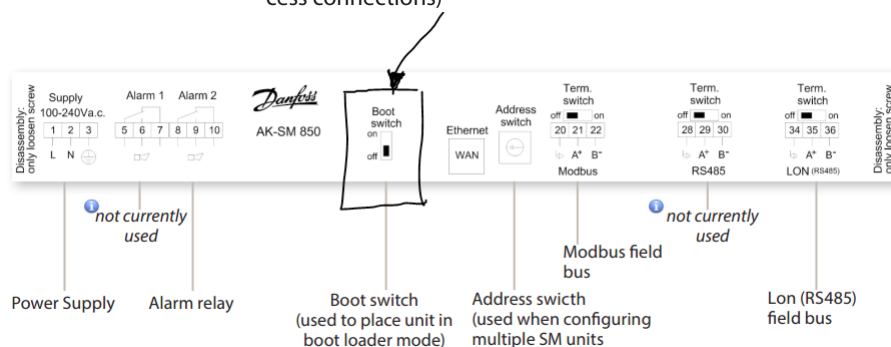 cess connections)
Disassembly:
only loosen screw
Supply
100-240Va.c.
1 2 3
L N
Alarm 1 Alarm 2
5 6 7 8 9 10
Danfoss
AK-SM 850
Boot
switch
on
off
Ethernet
WAN
Address
switch
Term.
switch
off on
20 21 22
A+ B-
Modbus
Term.
switch
off on
28 29 30
A+ B-
RS485
Term.
switch
off on
34 35 36
A+ B-
LON (RS485)
Disassembly:
only loosen screw
i not currently
used
i not currently
used
Power Supply
Alarm relay
Boot switch
(used to place unit in
boot loader mode)
Address swicth
(used when configuring
multiple SM units
Modbus field
bus
Lon (RS485)
field bus